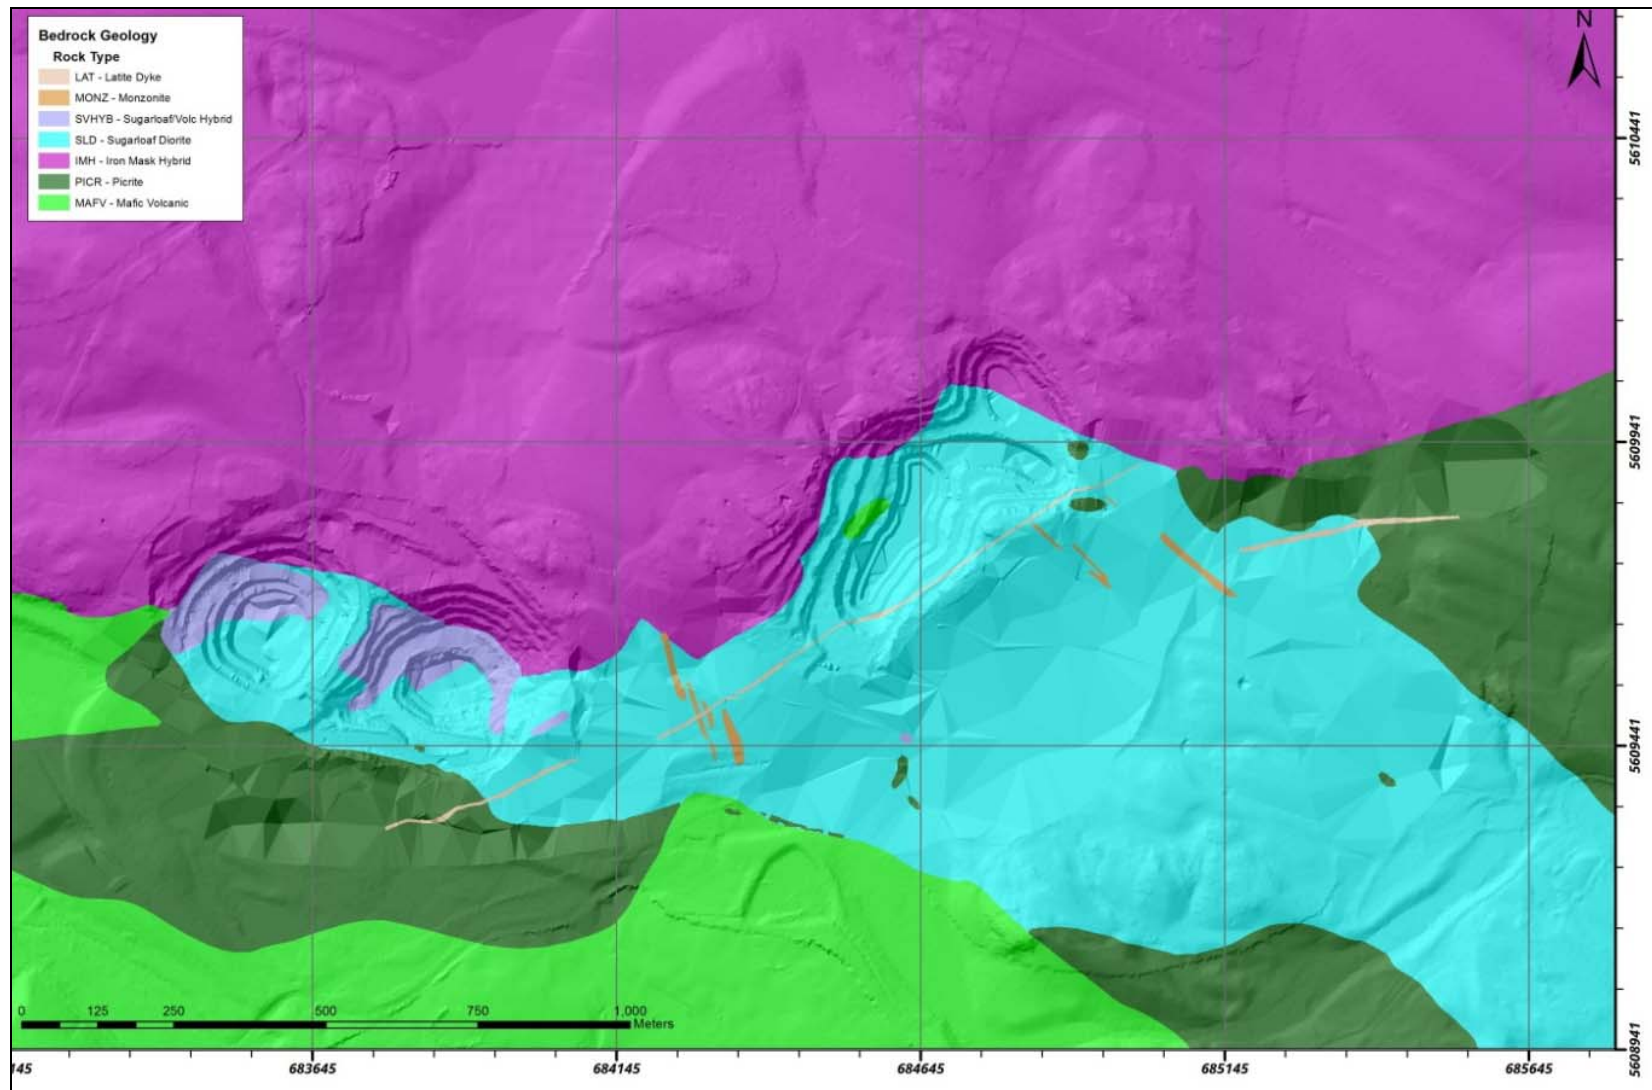 Bedrock Geology
Rock Type
LAT - Latite Dyke
MONZ - Monzonite
SVHYB - Sugarloaf/Volc Hybrid
SLD - Sugarloaf Diorite
IMH - Iron Mask Hybrid
PICR - Picrite
MAFV - Mafic Volcanic
N
5610441
5609941
5609441
5608941
0 125 250 500 750 1,000
Meters
145 683645 684145 684645 685145 685645